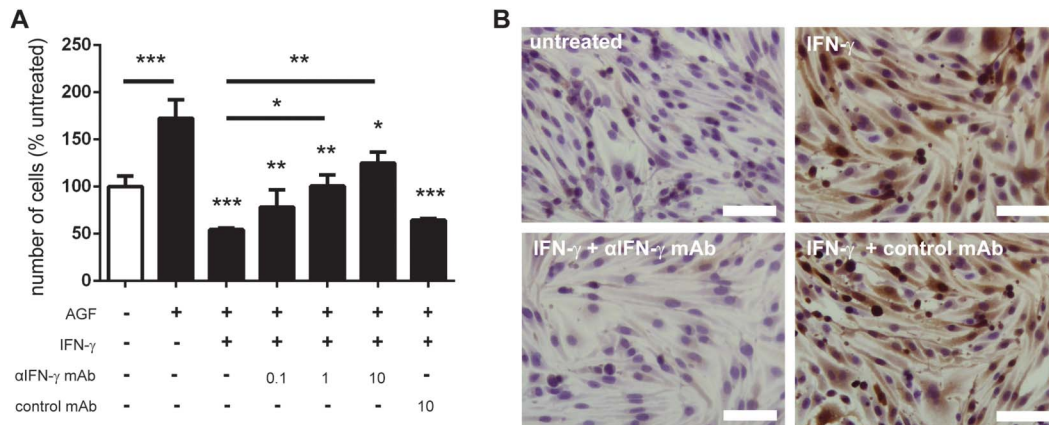 A
number of cells (% untreated)
250
200
150
100
50
0
***
**
*
***
**
**
*
***
AGF - + + + + + +
IFN-γ - - + + + + +
αIFN-γ mAb - - - 0.1 1 10 -
control mAb - - - - - - 10
B
untreated
IFN-γ
IFN-γ + αIFN-γ mAb
IFN-γ + control mAb